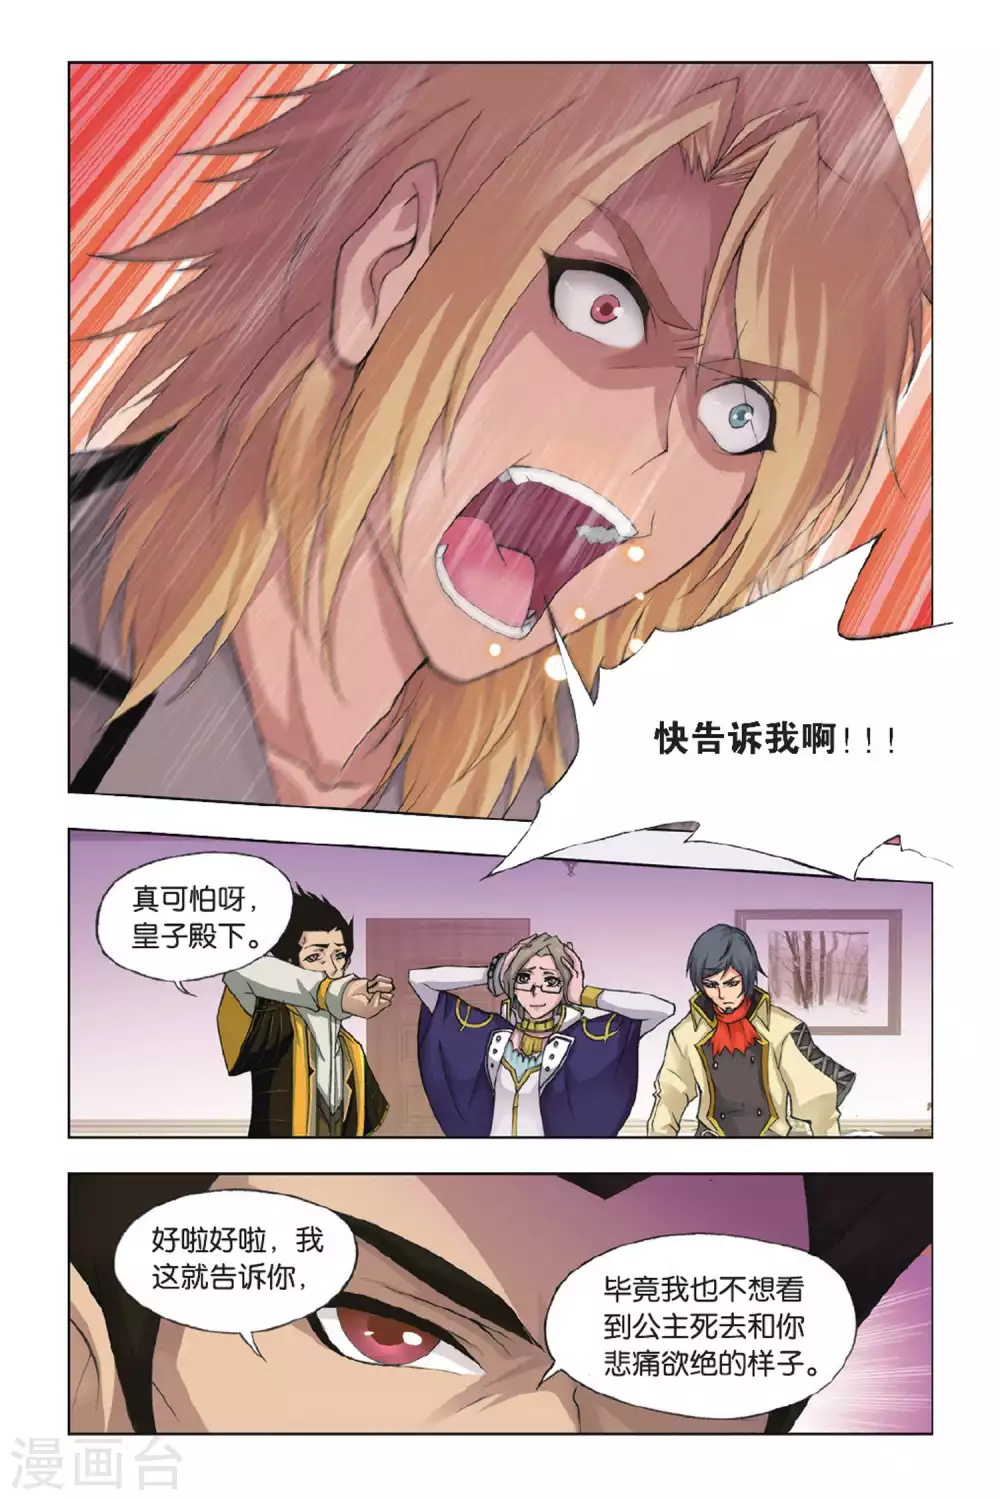 快告诉我啊!!!
真可怕呀，
皇子殿下。
好啦好啦，我
这就告诉你，
毕竟我也不想看
到公主死去和你
悲痛欲绝的样子。
漫画台